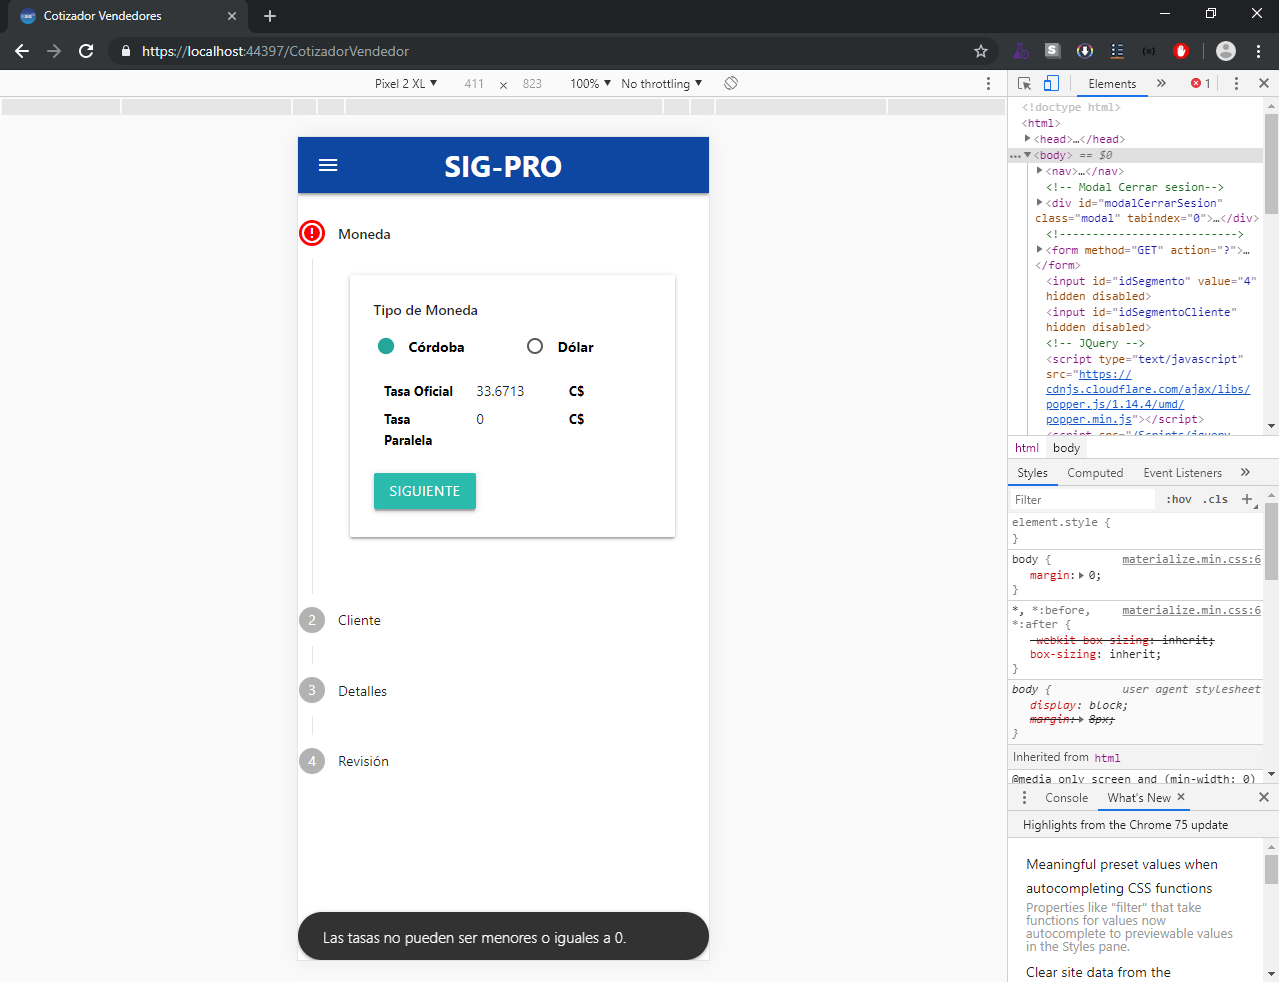 Cotizador Vendedores
https://localhost:44397/CotizadorVendedor
Pixel 2 XL ▼ 411 × 823 100% ▼ No throttling ▼
Elements » 1
SIG-PRO
Moneda
Tipo de Moneda
Córdoba Dólar
Tasa Oficial 33.6713 C$
Tasa Paralela 0 C$
SIGUIENTE
2 Cliente
3 Detalles
4 Revisión
Las tasas no pueden ser menores o iguales a 0.
<!doctype html>
<html>
<head>…</head>
<body> == $0
<nav>…</nav>
<!-- Modal Cerrar sesion-->
<div id="modalCerrarSesion"
class="modal" tabindex="0">…</div>
<!-------------------------->
<form method="GET" action="?">…
</form>
<input id="idSegmento" value="4"
hidden disabled>
<input id="idSegmentoCliente"
hidden disabled>
<!-- JQuery -->
<script type="text/javascript"
src="https://
cdnjs.cloudflare.com/ajax/libs/
popper.js/1.14.4/umd/
popper.min.js"></script>
<script src="/Scripts/jquery
html body
Styles Computed Event Listeners »
Filter :hov .cls +
element.style {
}
body { materialize.min.css:6
margin: 0;
}
*, *:before, materialize.min.css:6
*:after {
-webkit-box-sizing: inherit;
box-sizing: inherit;
}
body { user agent stylesheet
display: block;
margin: 8px;
}
Inherited from html
@media only screen and (min-width: 0)
Console What's New ×
Highlights from the Chrome 75 update
Meaningful preset values when
autocompleting CSS functions
Properties like "filter" that take
functions for values now
autocomplete to previewable values
in the Styles pane.
Clear site data from the